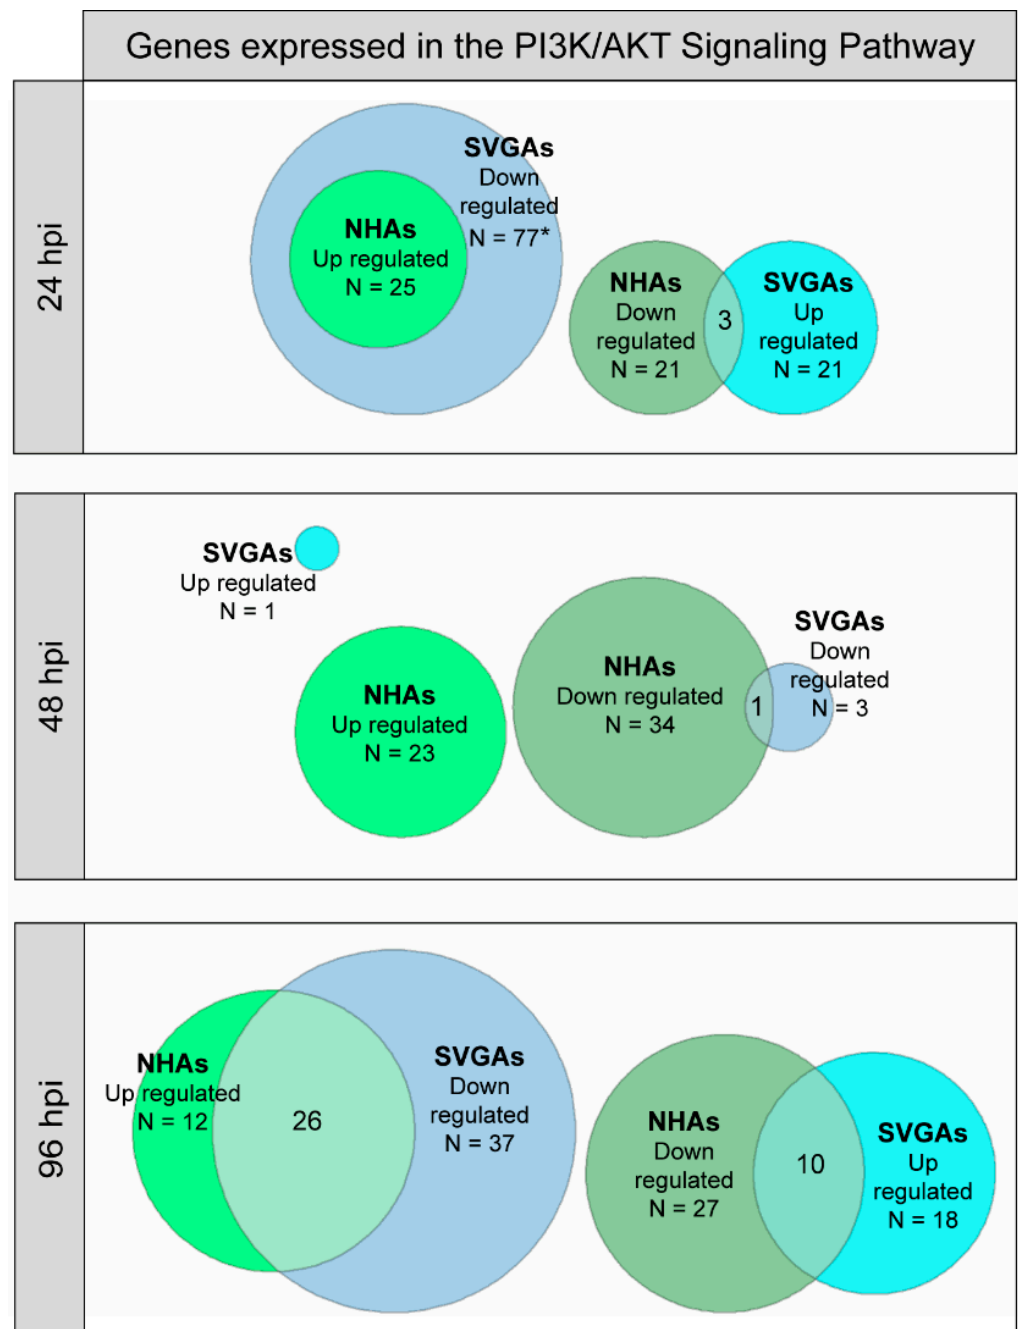 Genes expressed in the PI3K/AKT Signaling Pathway
24 hpi
SVGAs
Down
regulated
N = 77*
NHAs
Up regulated
N = 25
NHAs
Down
regulated
N = 21
3
SVGAs
Up
regulated
N = 21
48 hpi
SVGAs
Up regulated
N = 1
NHAs
Up regulated
N = 23
NHAs
Down regulated
N = 34
1
SVGAs
Down
regulated
N = 3
96 hpi
NHAs
Up regulated
N = 12
26
SVGAs
Down
regulated
N = 37
NHAs
Down
regulated
N = 27
10
SVGAs
Up
regulated
N = 18